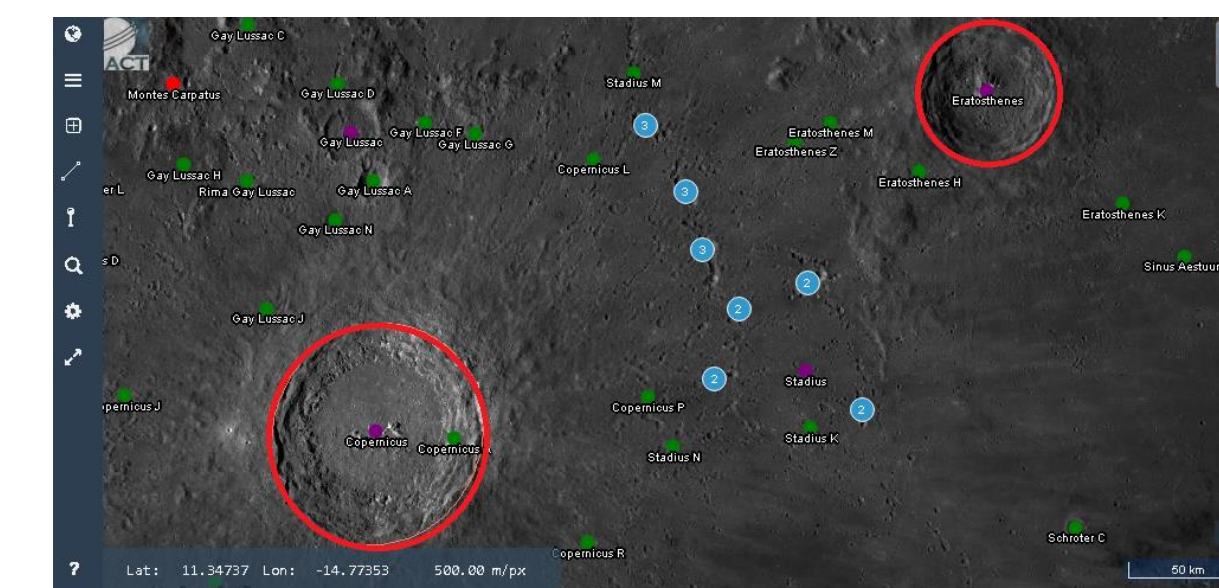 Gay Lussac C
ACT
Montes Carpatus
Gay Lussac D
Stadius M
Eratosthenes
3
Gay Lussac
Gay Lussac F
Gay Lussac G
Eratosthenes M
Eratosthenes Z
Copernicus L
Gay Lussac H
er L
Rima Gay Lussac
Gay Lussac A
3
Eratosthenes H
Eratosthenes K
Gay Lussac N
3
s D
Sinus Aestuum
2
Gay Lussac J
2
Stadius
2
pernicus J
Copernicus P
2
Copernicus
Copernicus
Stadius K
Stadius N
Schroter C
opernicus R
?
Lat: 11.34737 Lon: -14.77353 500.00 m/px
50 km